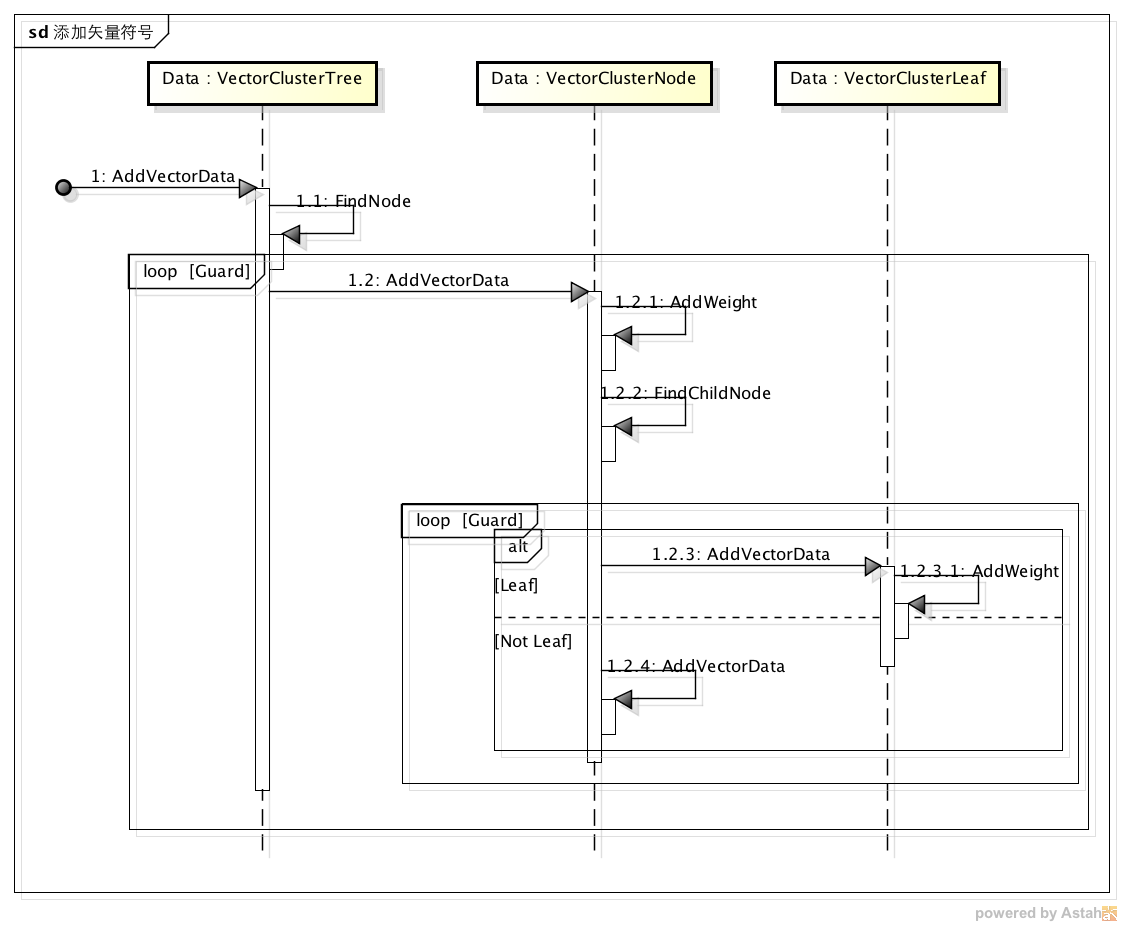 sd 添加矢量符号
Data : VectorClusterTree
Data : VectorClusterNode
Data : VectorClusterLeaf
1: AddVectorData
1.1: FindNode
loop [Guard]
1.2: AddVectorData
1.2.1: AddWeight
1.2.2: FindChildNode
loop [Guard]
alt
1.2.3: AddVectorData
1.2.3.1: AddWeight
[Leaf]
[Not Leaf]
1.2.4: AddVectorData
powered by Astah